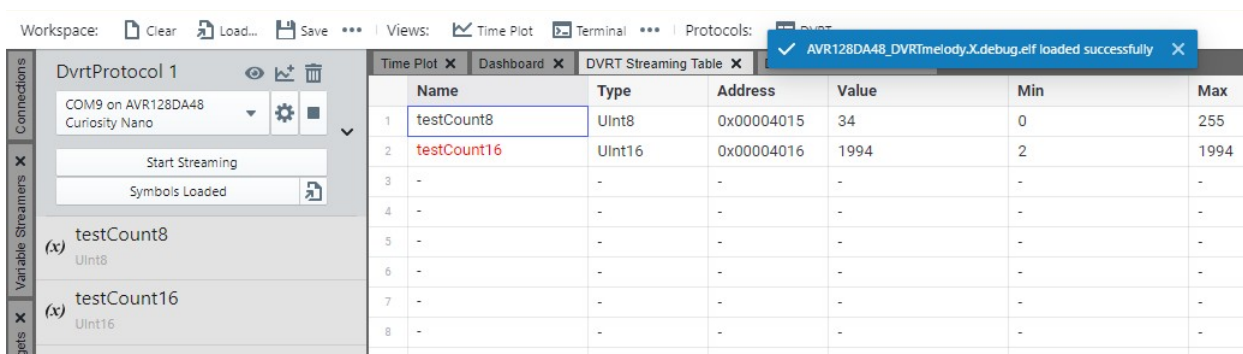 Workspace: Clear Load... Save ••• Views: Time Plot Terminal ••• Protocols:
AVR128DA48_DVRTmelody.X.debug.elf loaded successfully
Connections
Variable Streamers
DvrtProtocol 1
COM9 on AVR128DA48
Curiosity Nano
Start Streaming
Symbols Loaded
(x) testCount8
UInt8
(x) testCount16
UInt16
Time Plot Dashboard DVRT Streaming Table
Name Type Address Value Min Max
1 testCount8 UInt8 0x00004015 34 0 255
2 testCount16 UInt16 0x00004016 1994 2 1994
3 - - - - - -
4 - - - - - -
5 - - - - - -
6 - - - - - -
7 - - - - - -
8 - - - - - -